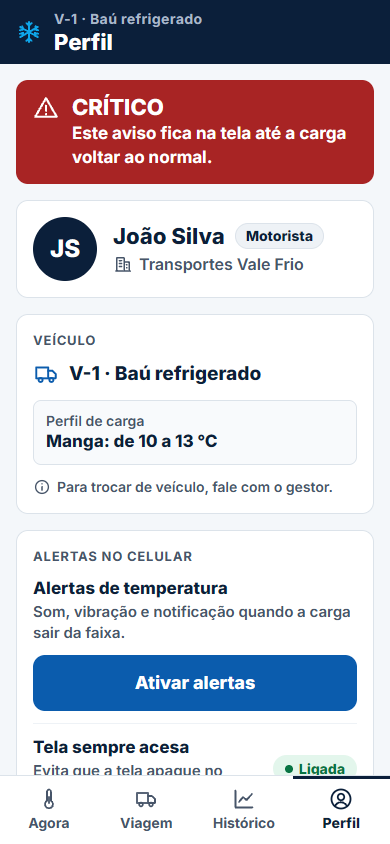 V-1 · Baú refrigerado
Perfil
CRÍTICO
Este aviso fica na tela até a carga
voltar ao normal.
JS
João Silva
Motorista
Transportes Vale Frio
VEÍCULO
V-1 · Baú refrigerado
Perfil de carga
Manga: de 10 a 13 °C
Para trocar de veículo, fale com o gestor.
ALERTAS NO CELULAR
Alertas de temperatura
Som, vibração e notificação quando a carga
sair da faixa.
Ativar alertas
Tela sempre acesa
Evita que a tela apague no
Ligada
Agora
Viagem
Histórico
Perfil